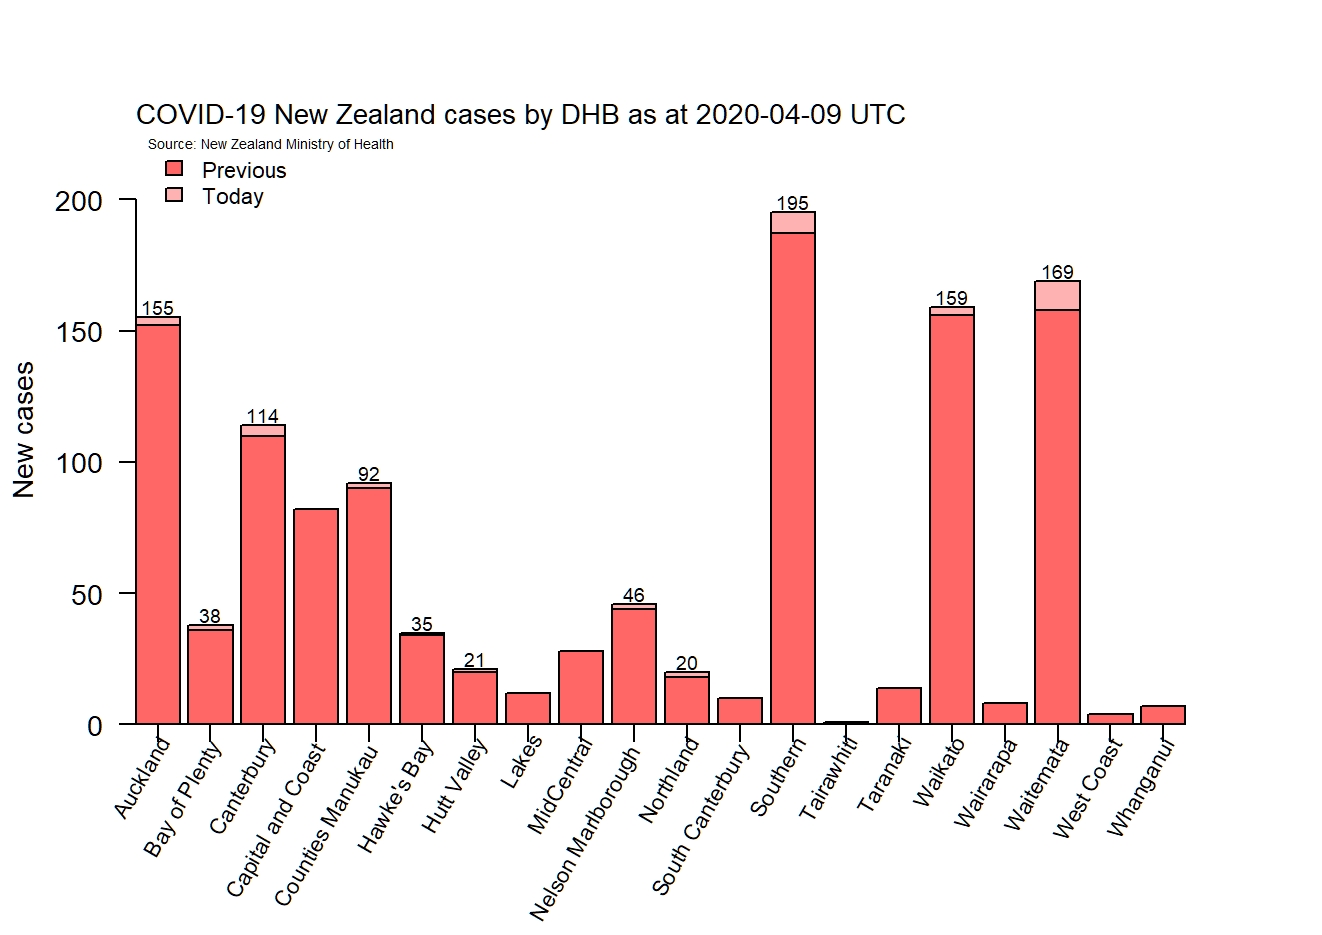 COVID-19 New Zealand cases by DHB as at 2020-04-09 UTC
Source: New Zealand Ministry of Health
Previous
Today
New cases
200
150
100
50
0
155
38
114
92
35
21
46
20
195
159
169
Auckland
Bay of Plenty
Canterbury
Capital and Coast
Counties Manukau
Hawke's Bay
Hutt Valley
Lakes
MidCentral
Nelson Marlborough
Northland
South Canterbury
Southern
Tairawhiti
Taranaki
Waikato
Wairarapa
Waitemata
West Coast
Whanganui